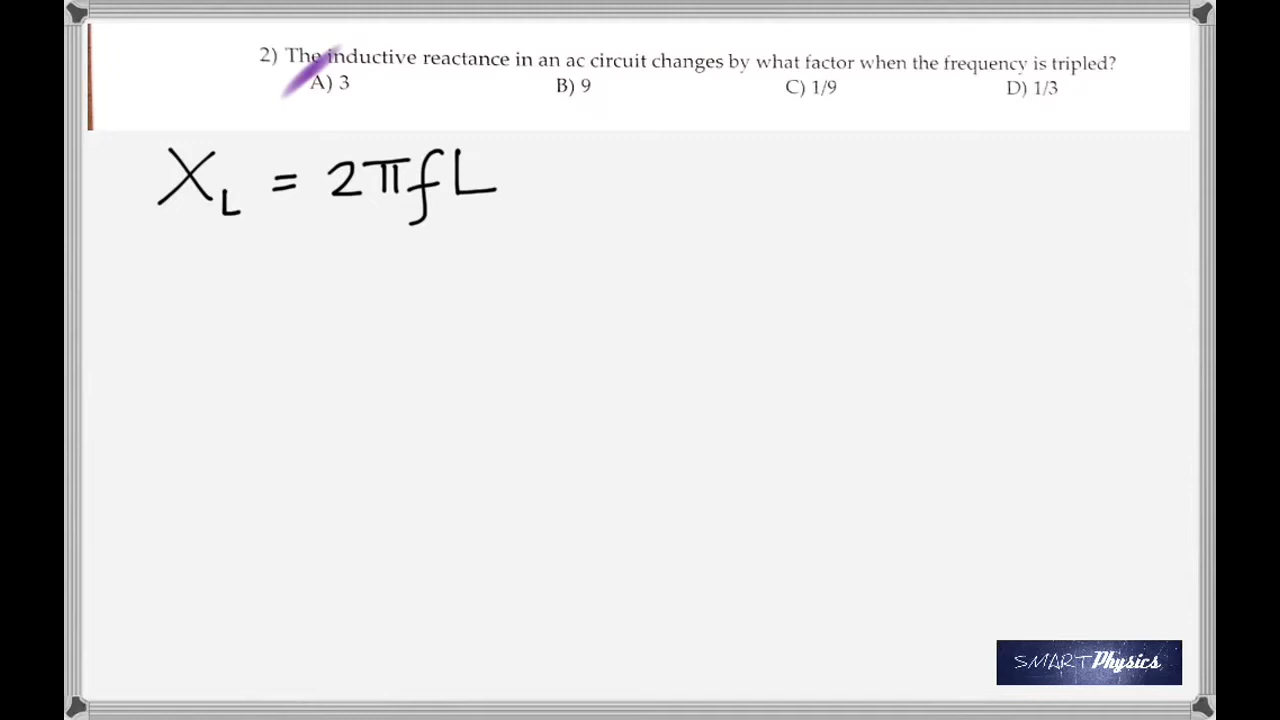 2) The inductive reactance in an ac circuit changes by what factor when the frequency is tripled?
A) 3 B) 9 C) 1/9 D) 1/3
X_L = 2πfL
SMART Physics